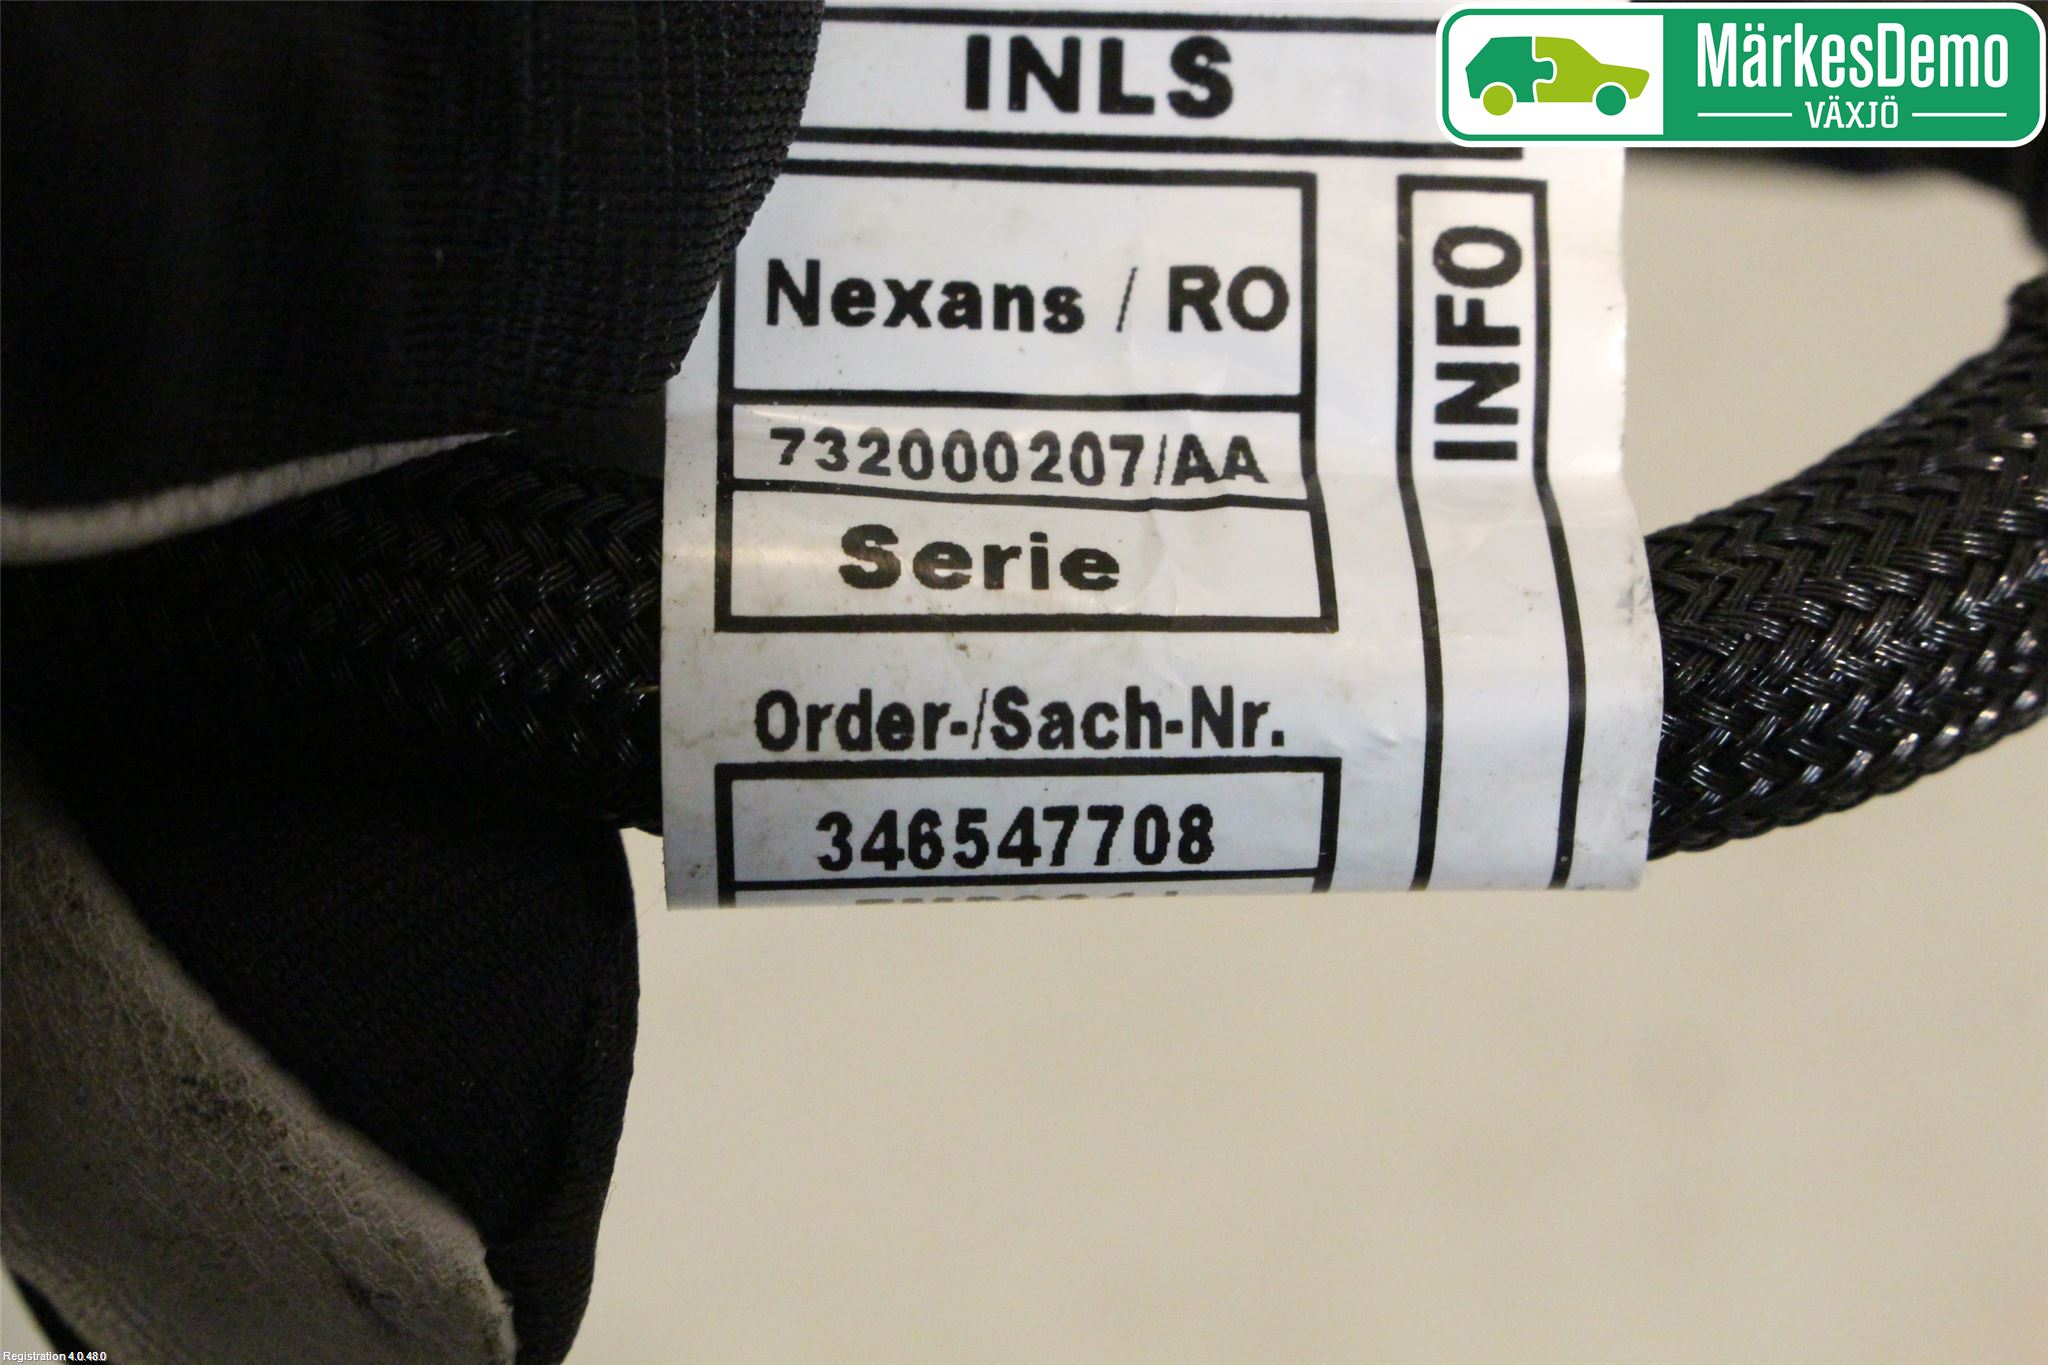 INLS
MärkesDemo
VÄXJÖ
Nexans / RO
INFO
732000207/AA
Serie
Order-/Sach-Nr.
346547708
Registration 4.0.48.0